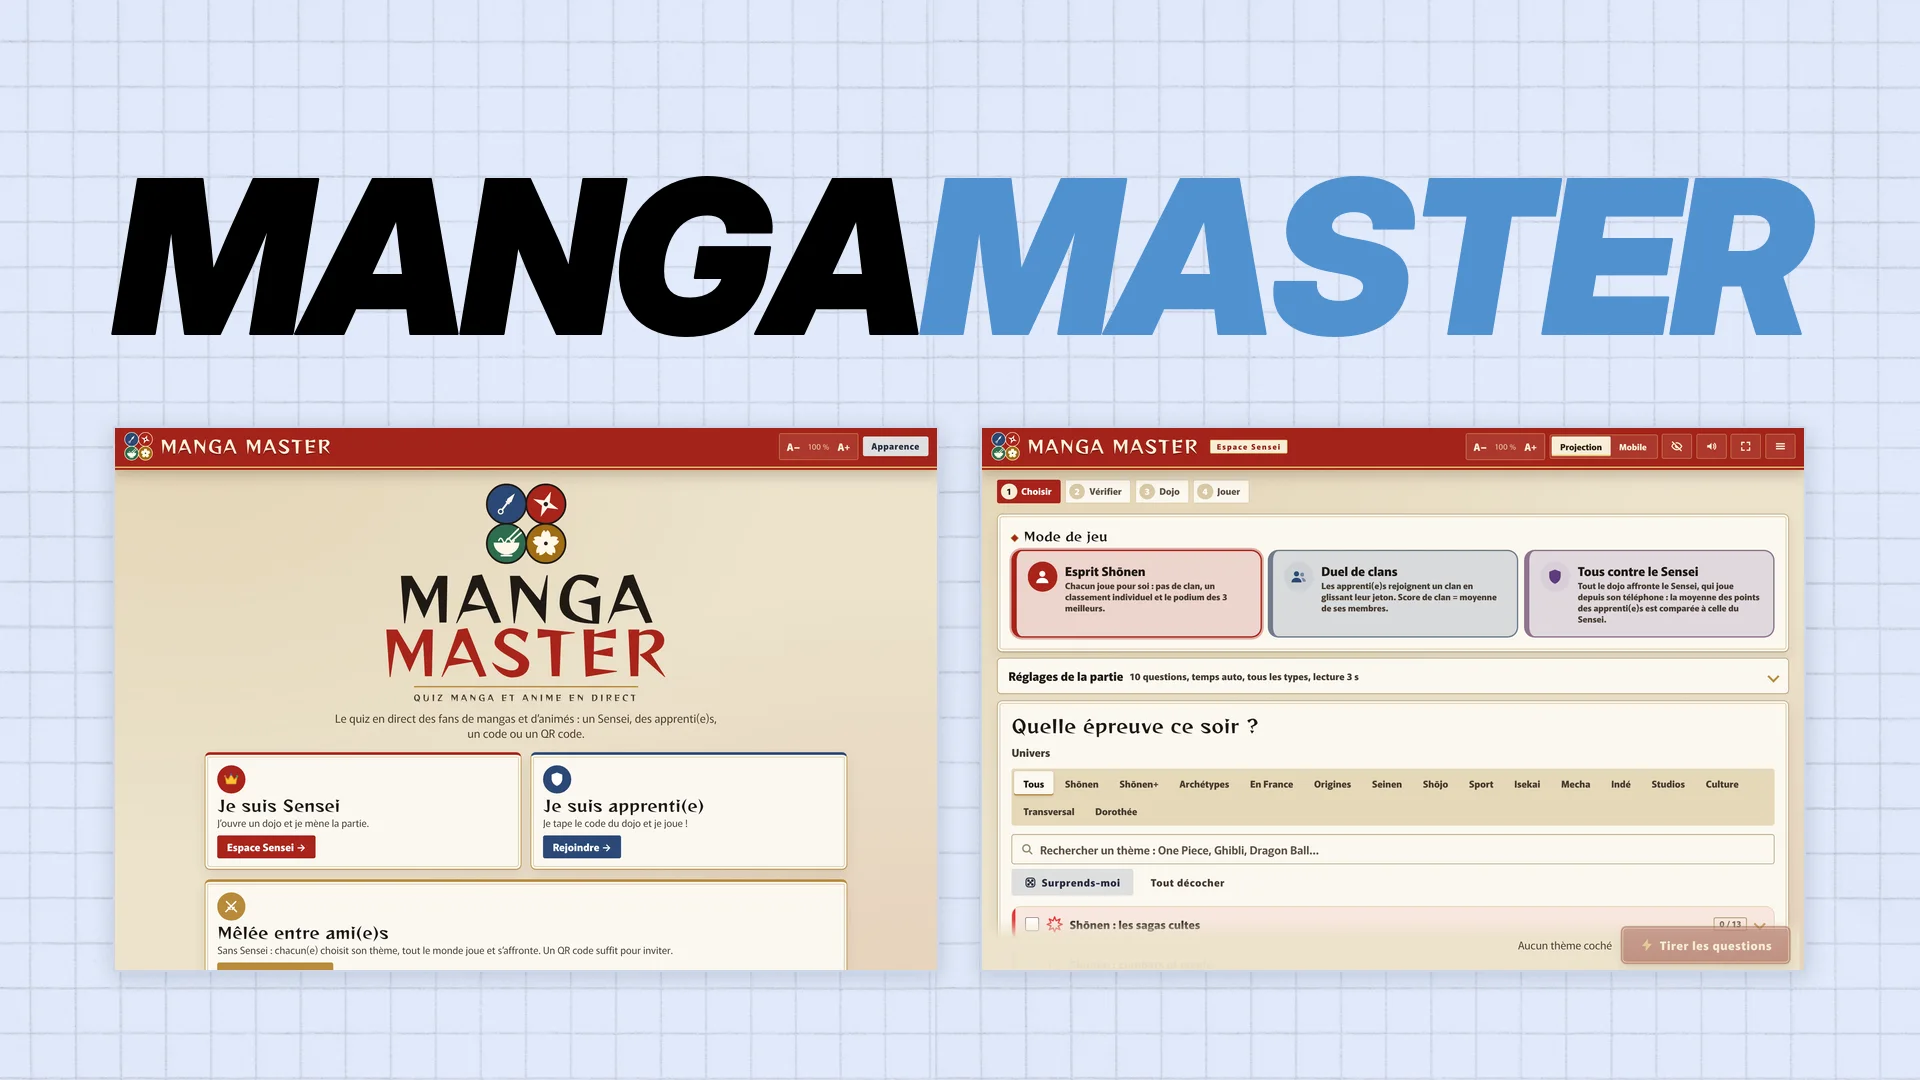 MANGAMASTER
MANGA MASTER
A− 100 % A+ Apparence
MANGA
MASTER
QUIZ MANGA ET ANIME EN DIRECT
Le quiz en direct des fans de mangas et d'animés : un Sensei, des apprenti(e)s,
un code ou un QR code.
Je suis Sensei
J'ouvre un dojo et je mène la partie.
Espace Sensei →
Je suis apprenti(e)
Je tape le code du dojo et je joue !
Rejoindre →
Mêlée entre ami(e)s
Sans Sensei : chacun(e) choisit son thème, tout le monde joue et s'affronte. Un QR code suffit pour inviter.
MANGA MASTER Espace Sensei
A− 100 % A+ Projection Mobile
1 Choisir 2 Vérifier 3 Dojo 4 Jouer
Mode de jeu
Esprit Shōnen
Chacun joue pour soi : pas de clan, un
classement individuel et le podium des 3
meilleurs.
Duel de clans
Les apprenti(e)s rejoignent un clan en
glissant leur jeton. Score de clan = moyenne
de ses membres.
Tous contre le Sensei
Tout le dojo affronte le Sensei, qui joue
depuis son téléphone : la moyenne des points
des apprenti(e)s est comparée à celle du
Sensei.
Réglages de la partie 10 questions, temps auto, tous les types, lecture 3 s
Quelle épreuve ce soir ?
Univers
Tous Shōnen Shōnen+ Archétypes En France Origines Seinen Shōjo Sport Isekai Mecha Indé Studios Culture
Transversal Dorothée
Rechercher un thème : One Piece, Ghibli, Dragon Ball...
Surprends-moi Tout décocher
Shōnen : les sagas cultes 0 / 13
Aucun thème coché Tirer les questions